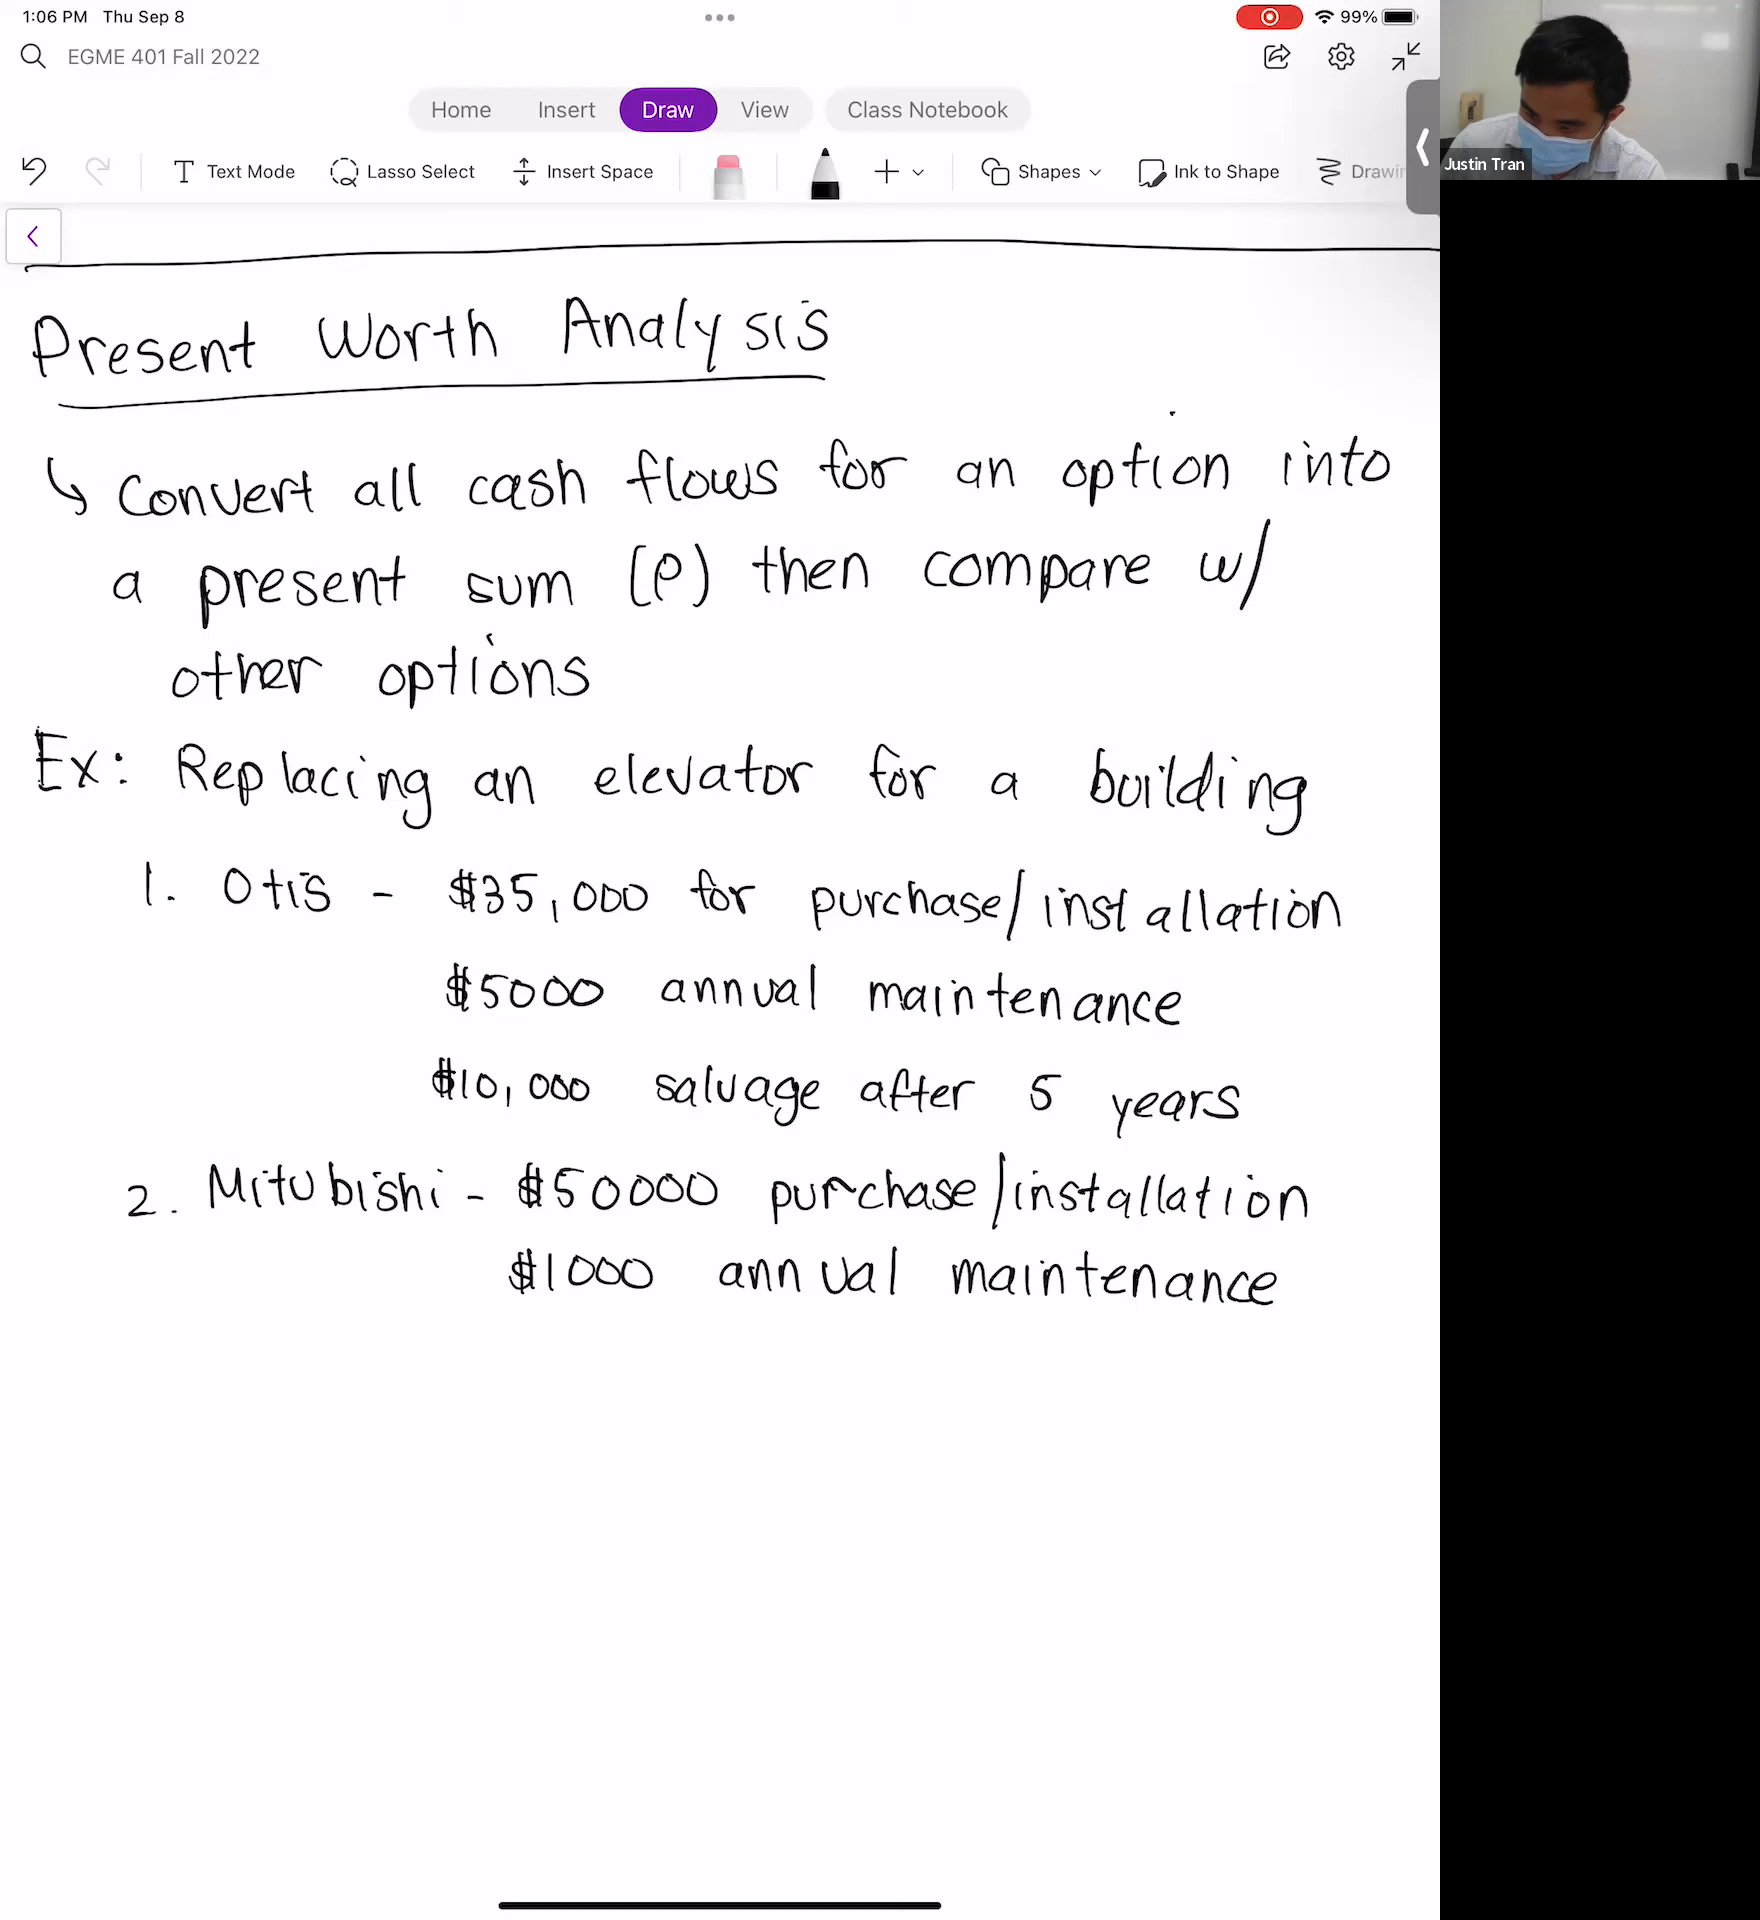 1:06 PM Thu Sep 8
99%
EGME 401 Fall 2022
Home Insert Draw View Class Notebook
Text Mode Lasso Select Insert Space Shapes Ink to Shape Drawi
Justin Tran
Present Worth Analysis
Convert all cash flows for an option into
a present sum (P) then compare w/
other options
Ex: Replacing an elevator for a building
1. Otis - $35,000 for purchase/installation
$5000 annual maintenance
$10,000 salvage after 5 years
2. Mitubishi - $50000 purchase/installation
$1000 annual maintenance